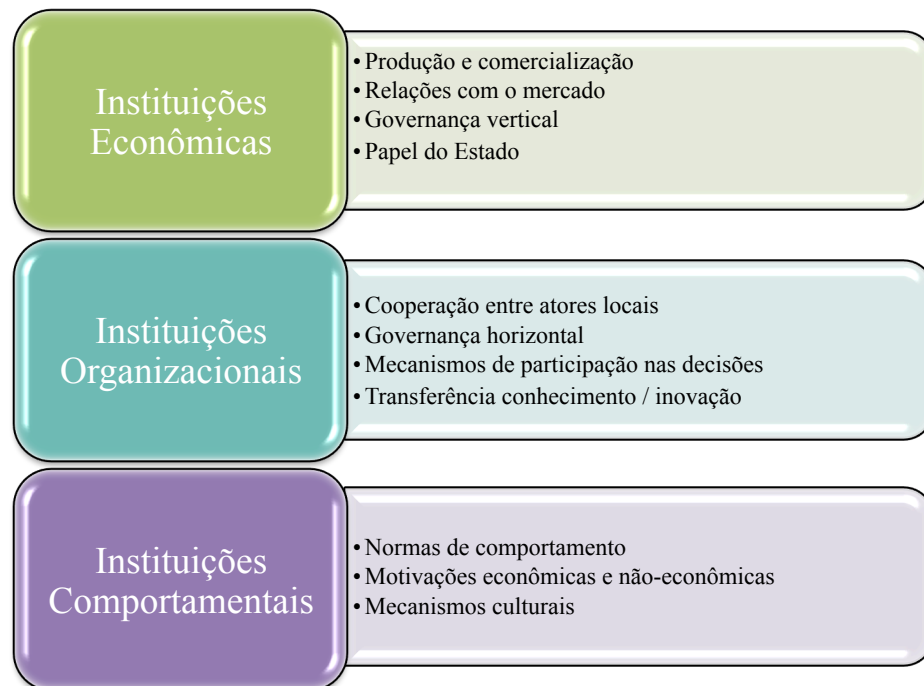 Instituições
Econômicas
• Produção e comercialização
• Relações com o mercado
• Governança vertical
• Papel do Estado
Instituições
Organizacionais
• Cooperação entre atores locais
• Governança horizontal
• Mecanismos de participação nas decisões
• Transferência conhecimento / inovação
Instituições
Comportamentais
• Normas de comportamento
• Motivações econômicas e não-econômicas
• Mecanismos culturais